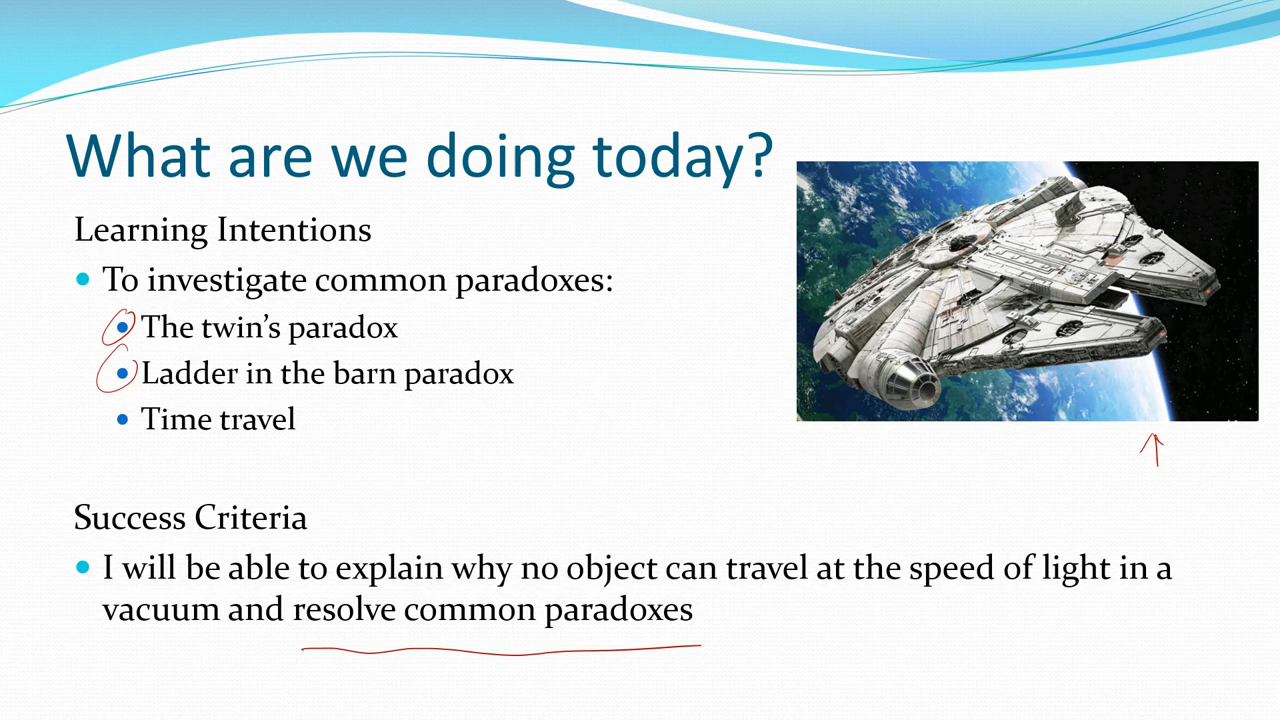 What are we doing today?
Learning Intentions
• To investigate common paradoxes:
• The twin’s paradox
• Ladder in the barn paradox
• Time travel
Success Criteria
• I will be able to explain why no object can travel at the speed of light in a
vacuum and resolve common paradoxes